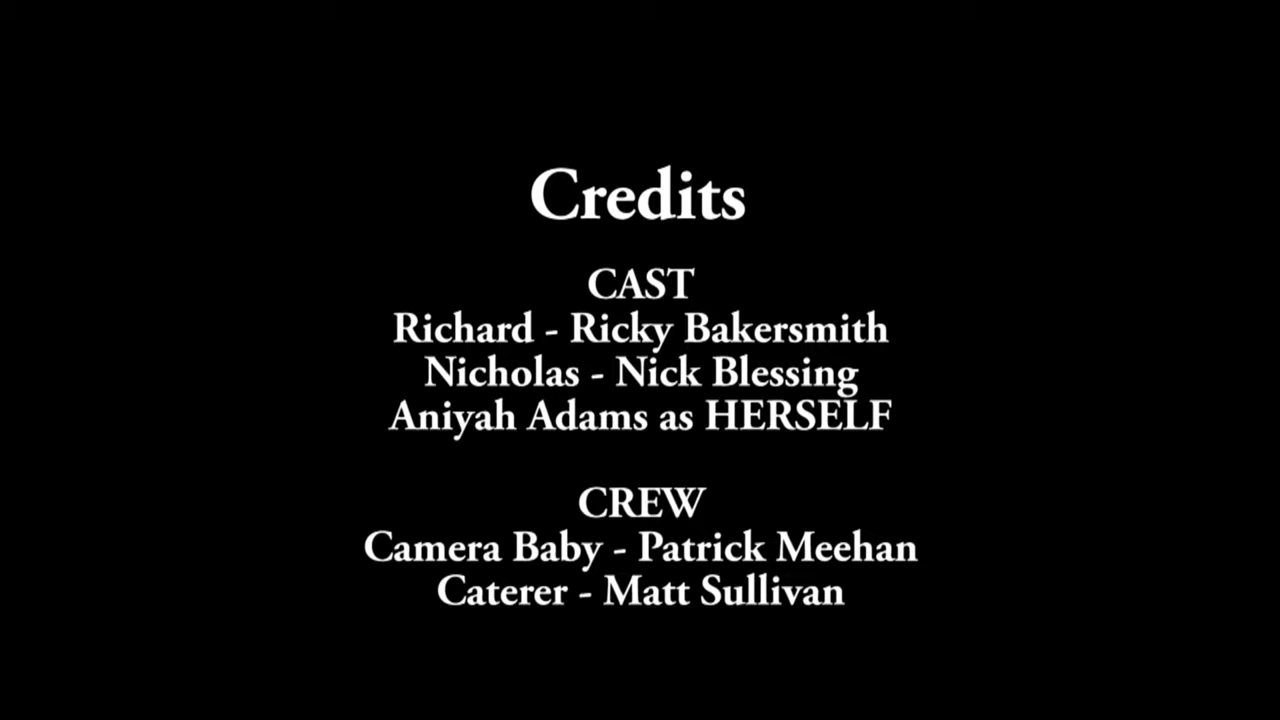 Credits
CAST
Richard - Ricky Bakersmith
Nicholas - Nick Blessing
Aniyah Adams as HERSELF
CREW
Camera Baby - Patrick Meehan
Caterer - Matt Sullivan